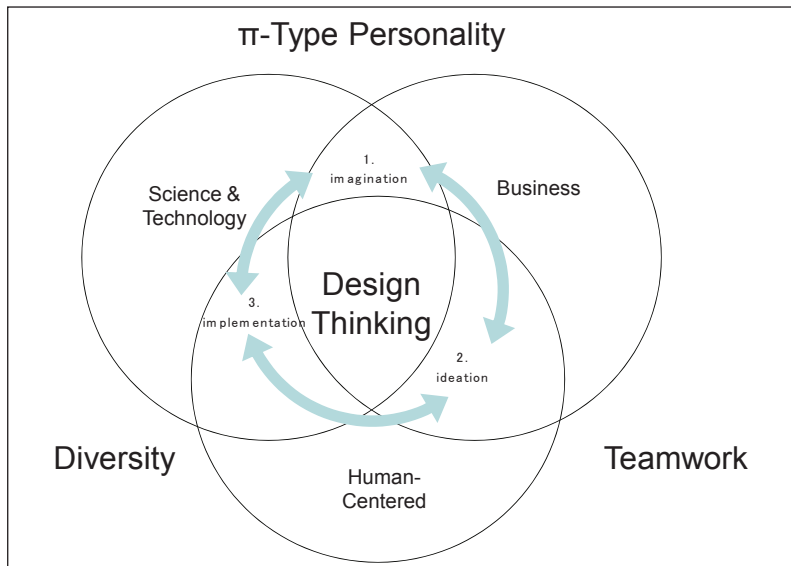 π-Type Personality
1.
imagination
Science &
Technology
Business
Design
Thinking
3.
implementation
2.
ideation
Diversity
Teamwork
Human-
Centered